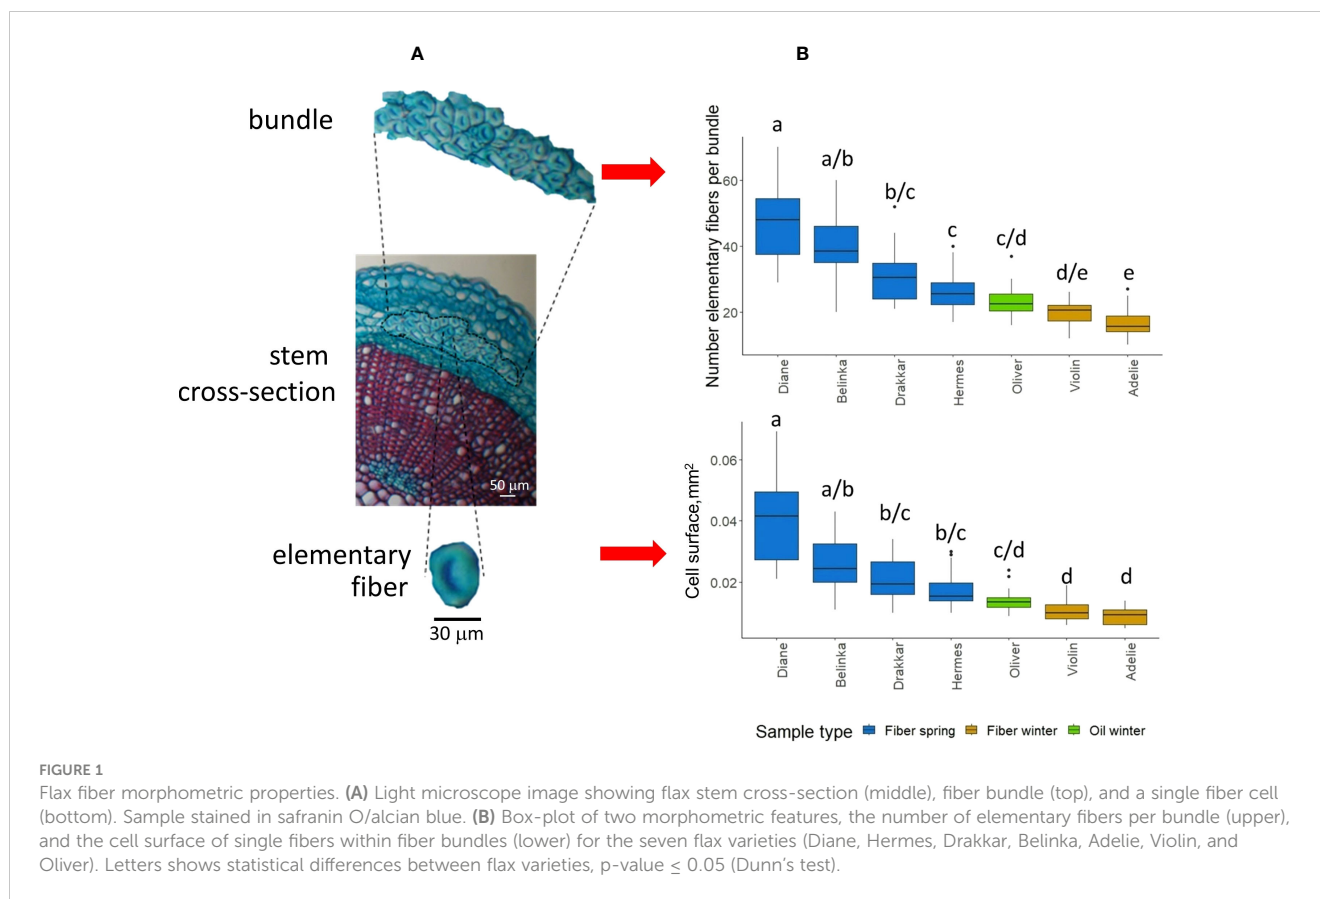 A
B
bundle
stem
cross-section
50 μm
elementary
fiber
30 μm
Number elementary fibers per bundle
60
40
20
a
a/b
b/c
c
c/d
d/e
e
Diane
Belinka
Drakkar
Hermes
Oliver
Violin
Adelie
Cell surface,mm²
0.06
0.04
0.02
a
a/b
b/c
b/c
c/d
d
d
Diane
Belinka
Drakkar
Hermes
Oliver
Violin
Adelie
Sample type Fiber spring Fiber winter Oil winter
FIGURE 1
Flax fiber morphometric properties. (A) Light microscope image showing flax stem cross-section (middle), fiber bundle (top), and a single fiber cell
(bottom). Sample stained in safranin O/alcian blue. (B) Box-plot of two morphometric features, the number of elementary fibers per bundle (upper),
and the cell surface of single fibers within fiber bundles (lower) for the seven flax varieties (Diane, Hermes, Drakkar, Belinka, Adelie, Violin, and
Oliver). Letters shows statistical differences between flax varieties, p-value ≤ 0.05 (Dunn's test).